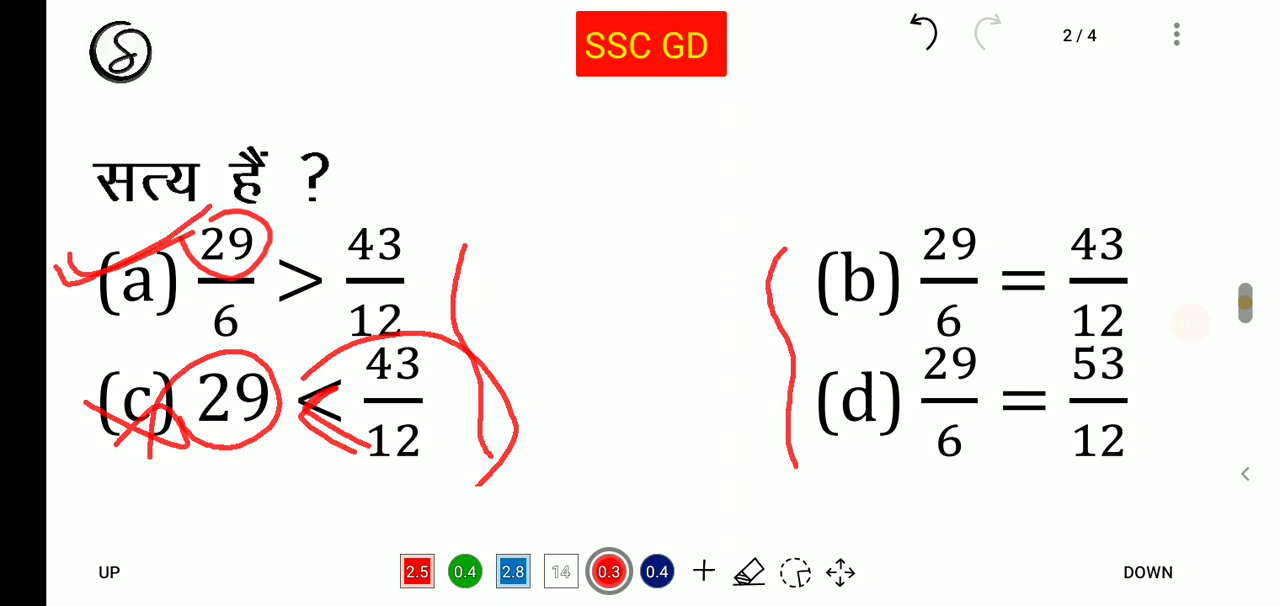 SSC GD
2 / 4
सत्य हैं ?
(a) 29/6 > 43/12
(b) 29/6 = 43/12
(c) 29 < 43/12
(d) 29/6 = 53/12
UP
2.5 0.4 2.8 14 0.3 0.4
DOWN